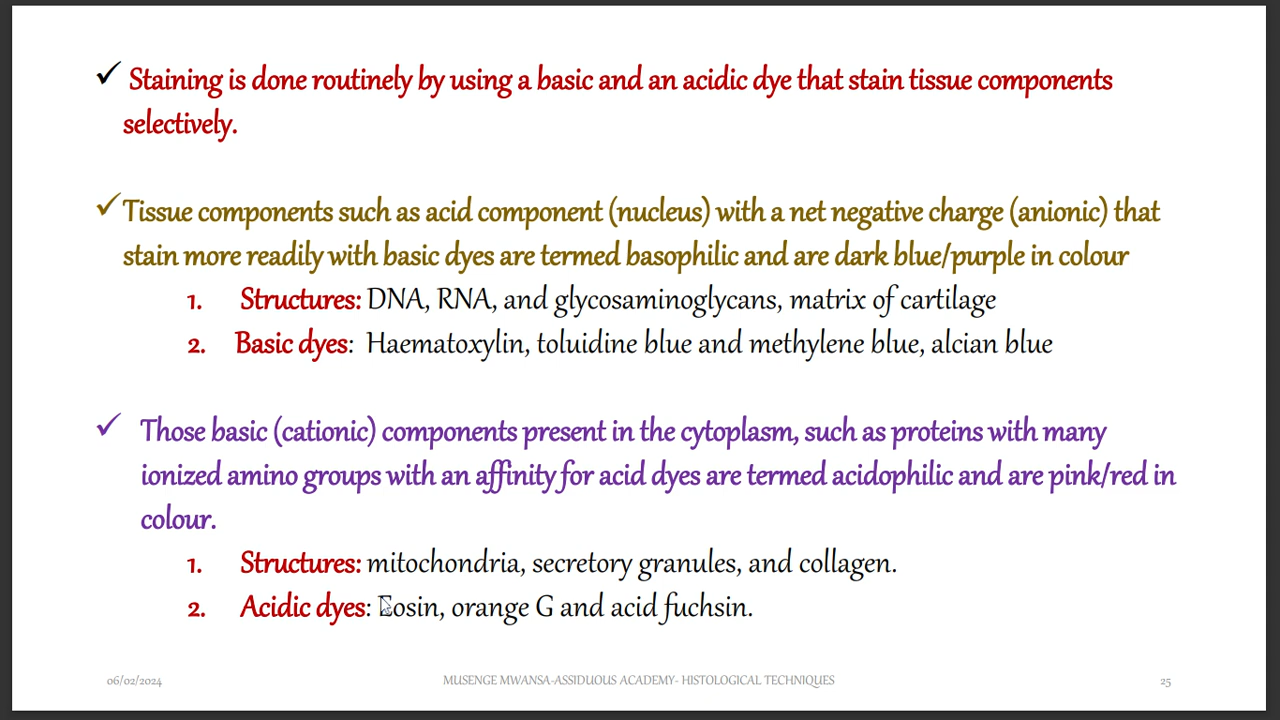 ✓ Staining is done routinely by using a basic and an acidic dye that stain tissue components
selectively.
✓Tissue components such as acid component (nucleus) with a net negative charge (anionic) that
stain more readily with basic dyes are termed basophilic and are dark blue/purple in colour
1. Structures: DNA, RNA, and glycosaminoglycans, matrix of cartilage
2. Basic dyes: Haematoxylin, toluidine blue and methylene blue, alcian blue
✓ Those basic (cationic) components present in the cytoplasm, such as proteins with many
ionized amino groups with an affinity for acid dyes are termed acidophilic and are pink/red in
colour.
1. Structures: mitochondria, secretory granules, and collagen.
2. Acidic dyes: Eosin, orange G and acid fuchsin.
06/02/2024 MUSENGE MWANSA-ASSIDUOUS ACADEMY- HISTOLOGICAL TECHNIQUES 25